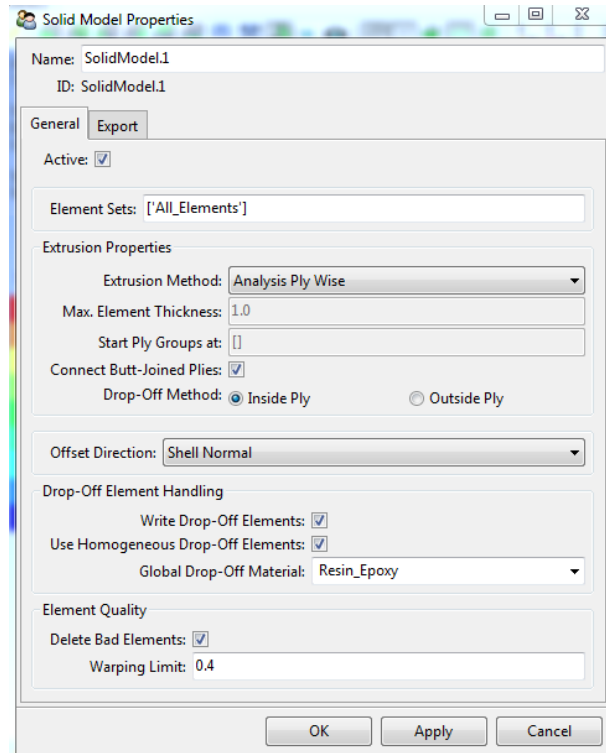 Solid Model Properties
Name: SolidModel.1
ID: SolidModel.1
General Export
Active:
Element Sets: ['All_Elements']
Extrusion Properties
Extrusion Method: Analysis Ply Wise
Max. Element Thickness: 1.0
Start Ply Groups at: []
Connect Butt-Joined Plies:
Drop-Off Method: Inside Ply Outside Ply
Offset Direction: Shell Normal
Drop-Off Element Handling
Write Drop-Off Elements:
Use Homogeneous Drop-Off Elements:
Global Drop-Off Material: Resin_Epoxy
Element Quality
Delete Bad Elements:
Warping Limit: 0.4
OK Apply Cancel